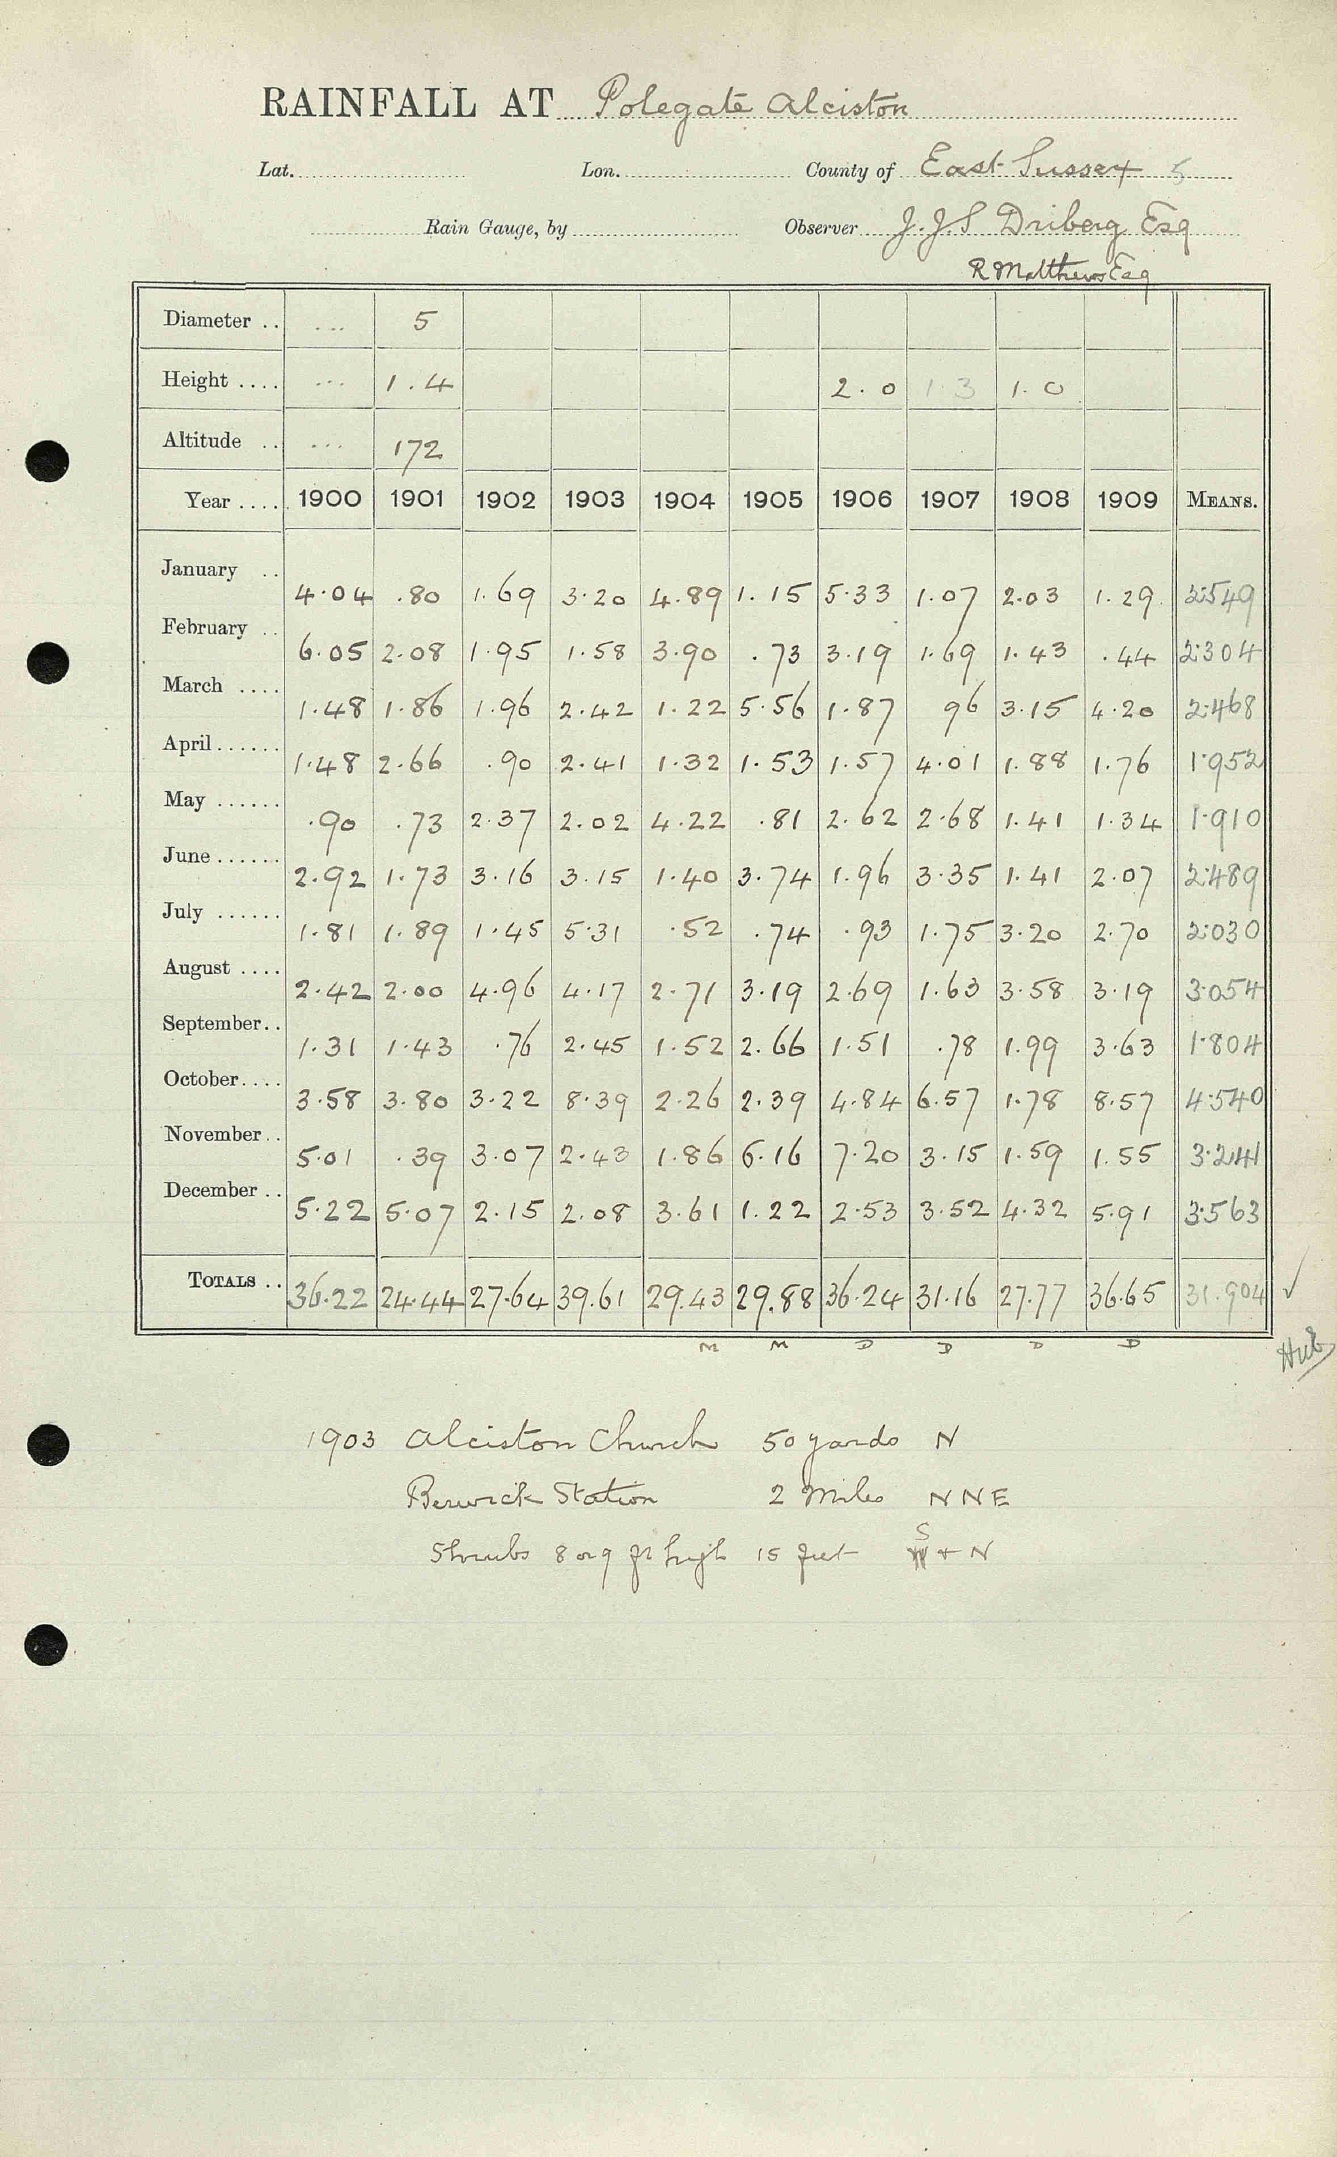 RAINFALL AT Polegate Alciston
Lat. Lon. County of East Sussex 5
Rain Gauge, by Observer J.J.S Driberg Esq
R Matthews Esq
Diameter .. ... 5
Height .... ... 1.4 2.0 1.3 1.0
Altitude .. ... 172
Year .... 1900 1901 1902 1903 1904 1905 1906 1907 1908 1909 MEANS.
January .. 4.04 .80 1.69 3.20 4.89 1.15 5.33 1.07 2.03 1.29 2.549
February .. 6.05 2.08 1.95 1.58 3.90 .73 3.19 1.69 1.43 .44 2.304
March .... 1.48 1.86 1.96 2.42 1.22 5.56 1.87 96 3.15 4.20 2.468
April ...... 1.48 2.66 .90 2.41 1.32 1.53 1.57 4.01 1.88 1.76 1.952
May ...... .90 .73 2.37 2.02 4.22 .81 2.62 2.68 1.41 1.34 1.910
June ...... 2.92 1.73 3.16 3.15 1.40 3.74 1.96 3.35 1.41 2.07 2.489
July ...... 1.81 1.89 1.45 5.31 .52 .74 .93 1.75 3.20 2.70 2.030
August .... 2.42 2.00 4.96 4.17 2.71 3.19 2.69 1.63 3.58 3.19 3.054
September.. 1.31 1.43 .76 2.45 1.52 2.66 1.51 .78 1.99 3.63 1.804
October.... 3.58 3.80 3.22 8.39 2.26 2.39 4.84 6.57 1.78 8.57 4.540
November.. 5.01 .39 3.07 2.43 1.86 6.16 7.20 3.15 1.59 1.55 3.241
December .. 5.22 5.07 2.15 2.08 3.61 1.22 2.53 3.52 4.32 5.91 3.563
TOTALS .. 36.22 24.44 27.64 39.61 29.43 29.88 36.24 31.16 27.77 36.65 31.904 ✓
M M D D D D
1903 Alciston Church 50 yards N
Berwick Station 2 Miles NNE
Shrubs 8 or 9 ft high 15 feet S + N